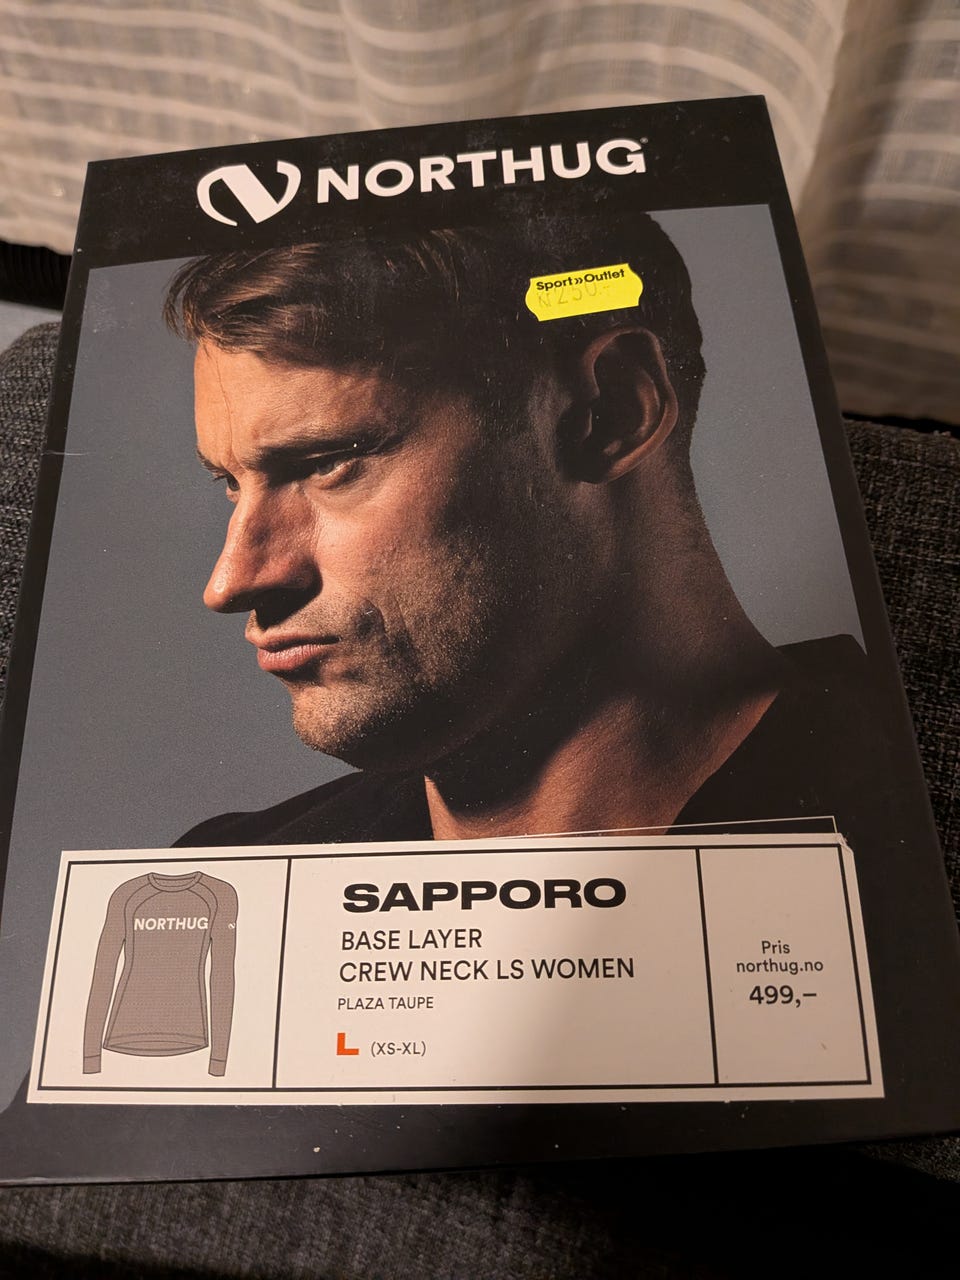 NORTHUG
Sport»Outlet
250.-
NORTHUG
SAPPORO
BASE LAYER
CREW NECK LS WOMEN
PLAZA TAUPE
L (XS-XL)
Pris
northug.no
499,–